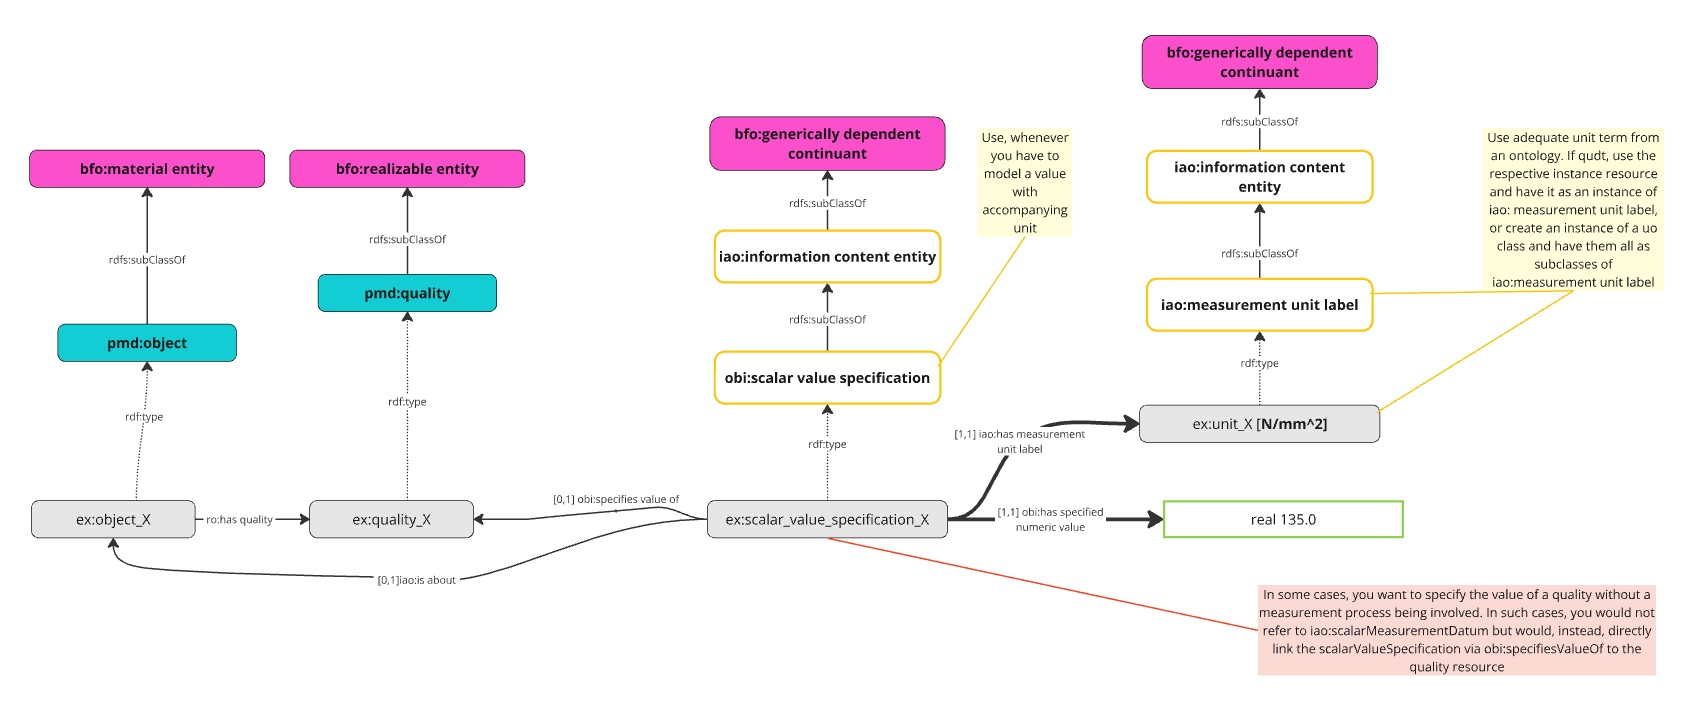 bfo:generically dependent
continuant
rdfs:subClassOf
iao:information content
entity
rdfs:subClassOf
iao:measurement unit label
rdf:type
ex:unit_X [N/mm^2]
Use adequate unit term from
an ontology. If qudt, use the
respective instance resource
and have it as an instance of
iao: measurement unit label,
or create an instance of a uo
class and have them all as
subclasses of
iao:measurement unit label
bfo:generically dependent
continuant
rdfs:subClassOf
iao:information content entity
rdfs:subClassOf
obi:scalar value specification
rdf:type
Use, whenever
you have to
model a value
with
accompanying
unit
bfo:material entity
rdfs:subClassOf
pmd:object
rdf:type
bfo:realizable entity
rdfs:subClassOf
pmd:quality
rdf:type
ex:object_X
ro:has quality
ex:quality_X
[0,1] obi:specifies value of
ex:scalar_value_specification_X
[1,1] iao:has measurement
unit label
[1,1] obi:has specified
numeric value
real 135.0
[0,1]iao:is about
In some cases, you want to specify the value of a quality without a
measurement process being involved. In such cases, you would not
refer to iao:scalarMeasurementDatum but would, instead, directly
link the scalarValueSpecification via obi:specifiesValueOf to the
quality resource